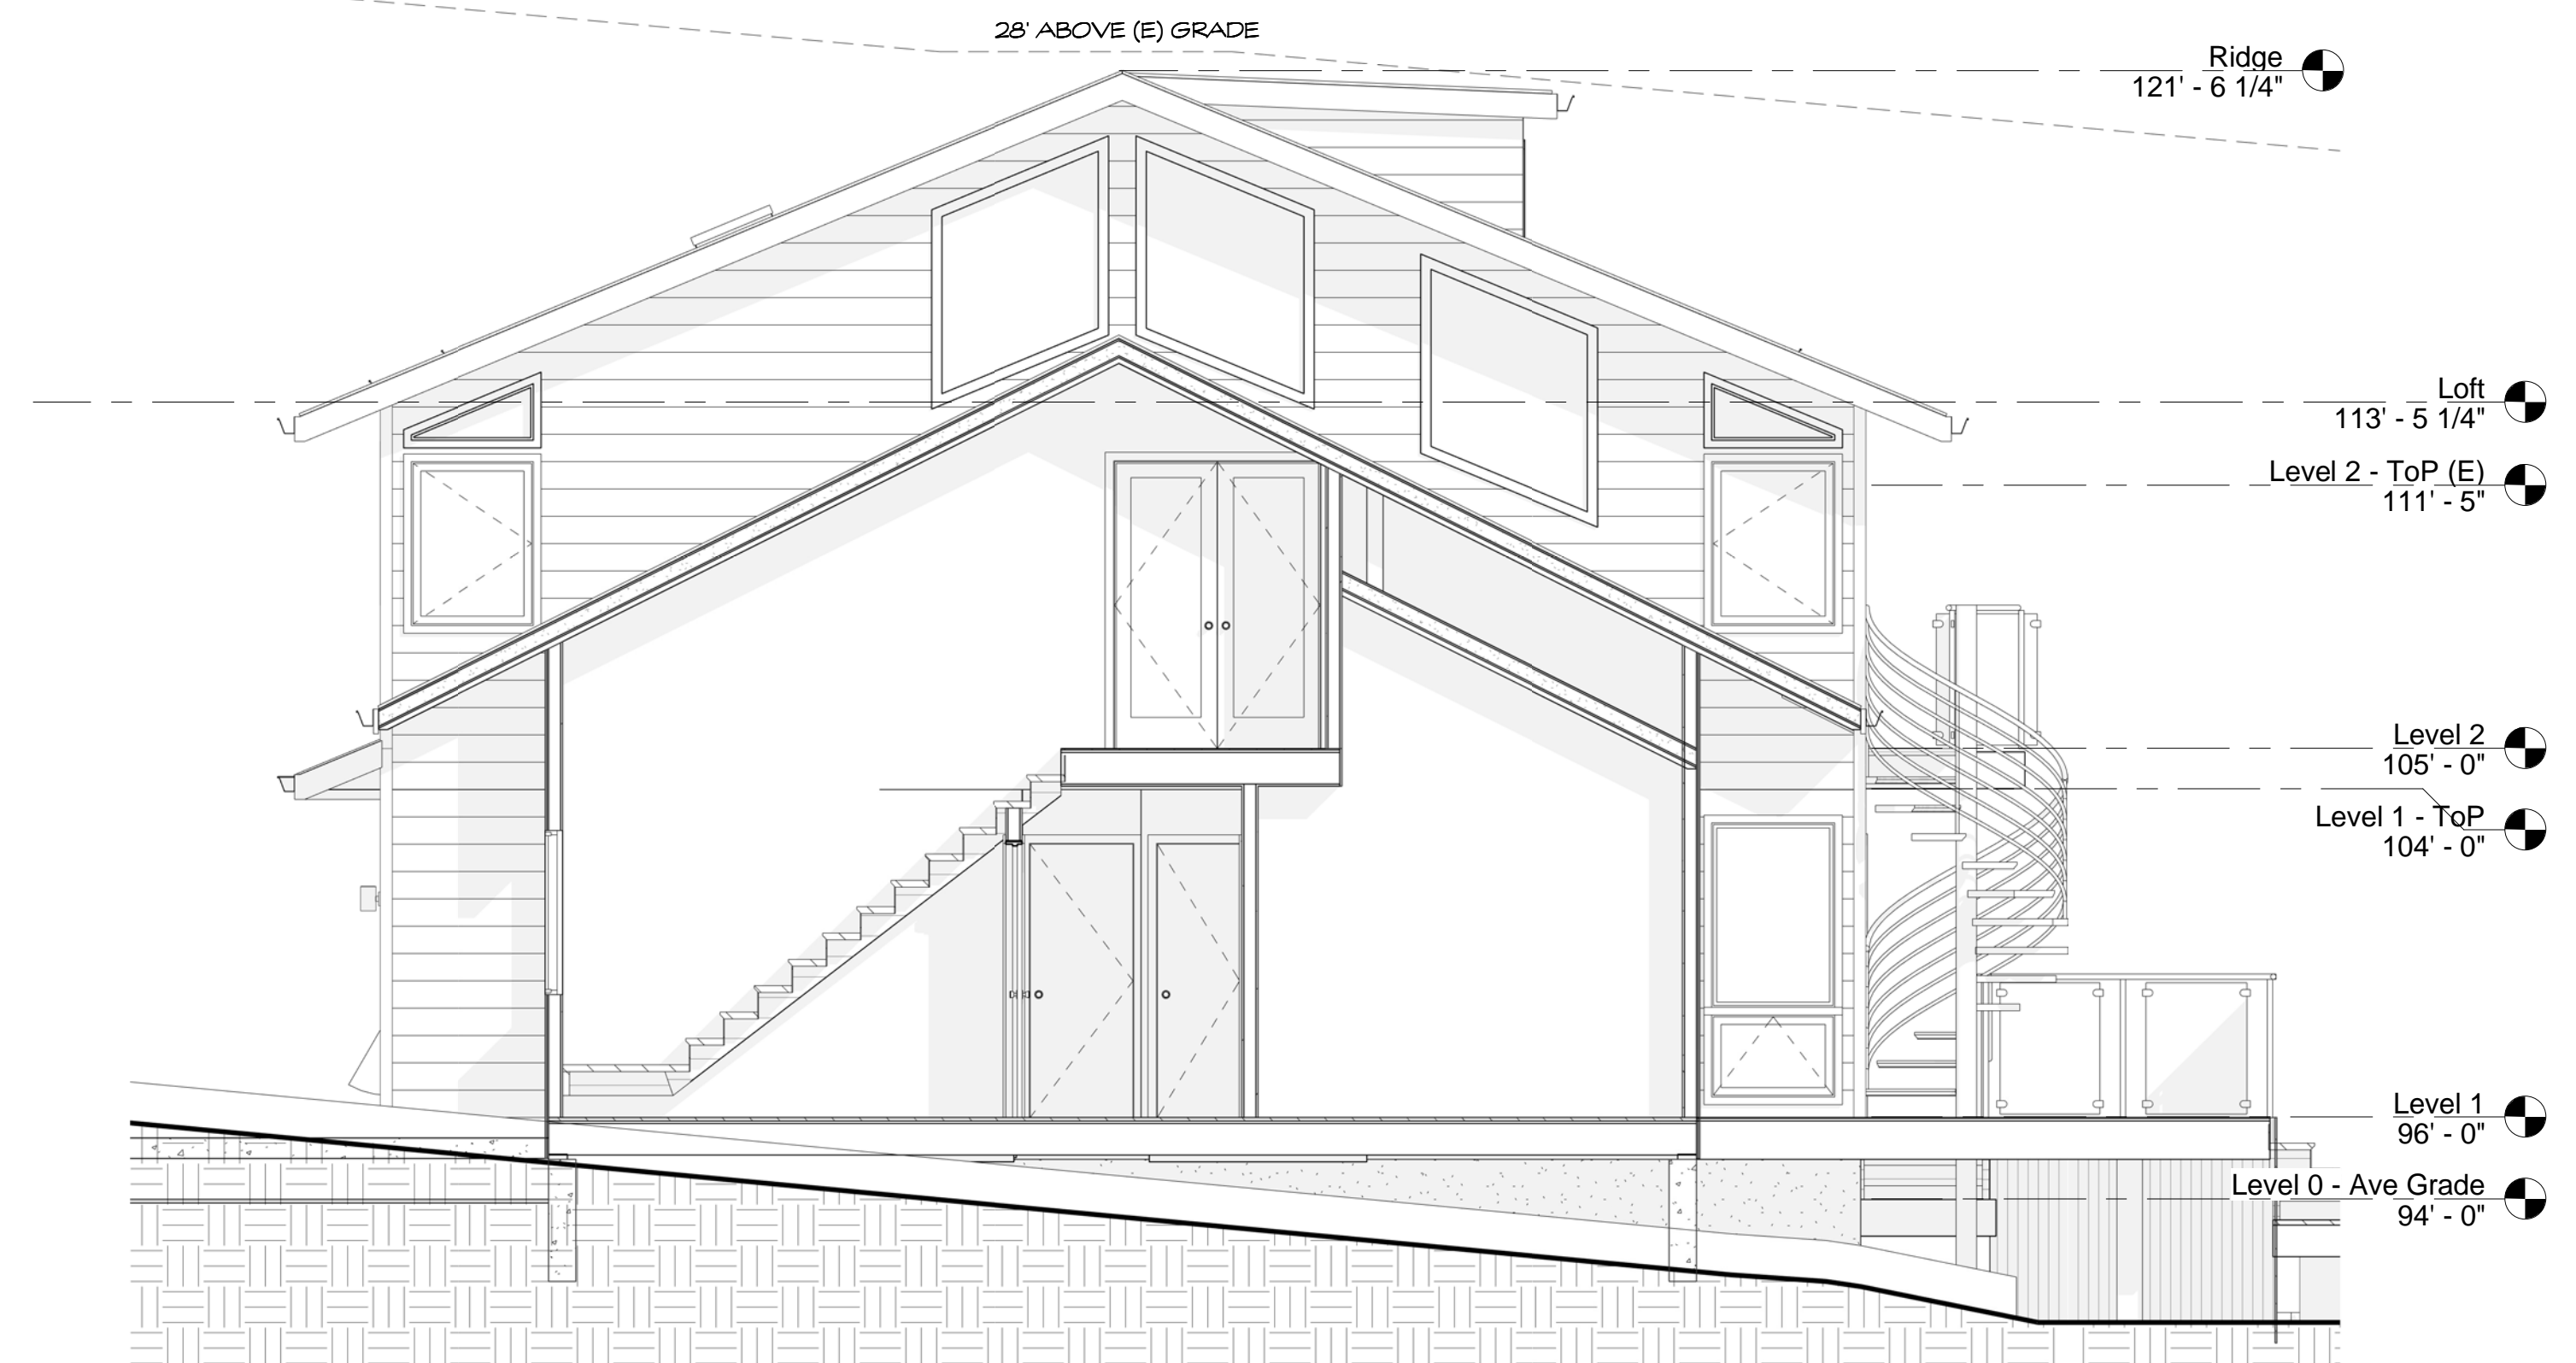 28' ABOVE (E) GRADE
Ridge
121' - 6 1/4"
Loft
113' - 5 1/4"
Level 2 - ToP (E)
111' - 5"
Level 2
105' - 0"
Level 1 - ToP
104' - 0"
Level 1
96' - 0"
Level 0 - Ave Grade
94' - 0"